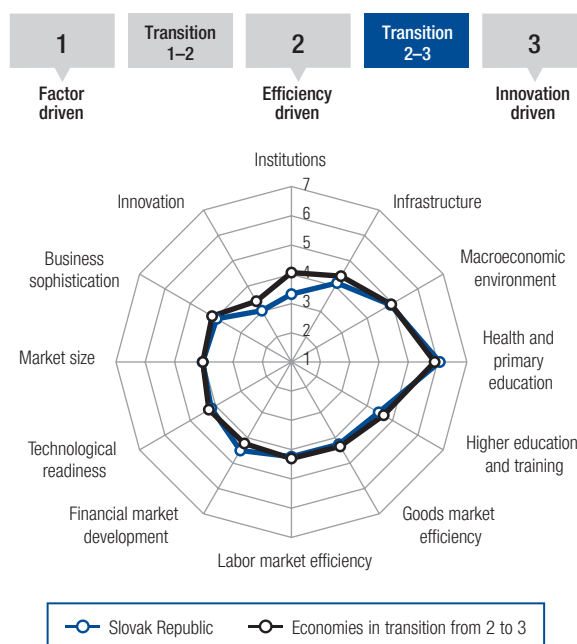 1
Transition
1–2
2
Transition
2–3
3
Factor
driven
Efficiency
driven
Innovation
driven
Institutions
7
Innovation
6
Infrastructure
5
Business
sophistication
4
Macroeconomic
environment
3
2
Market size
1
Health and
primary
education
Technological
readiness
Higher education
and training
Financial market
development
Goods market
efficiency
Labor market efficiency
Slovak Republic
Economies in transition from 2 to 3